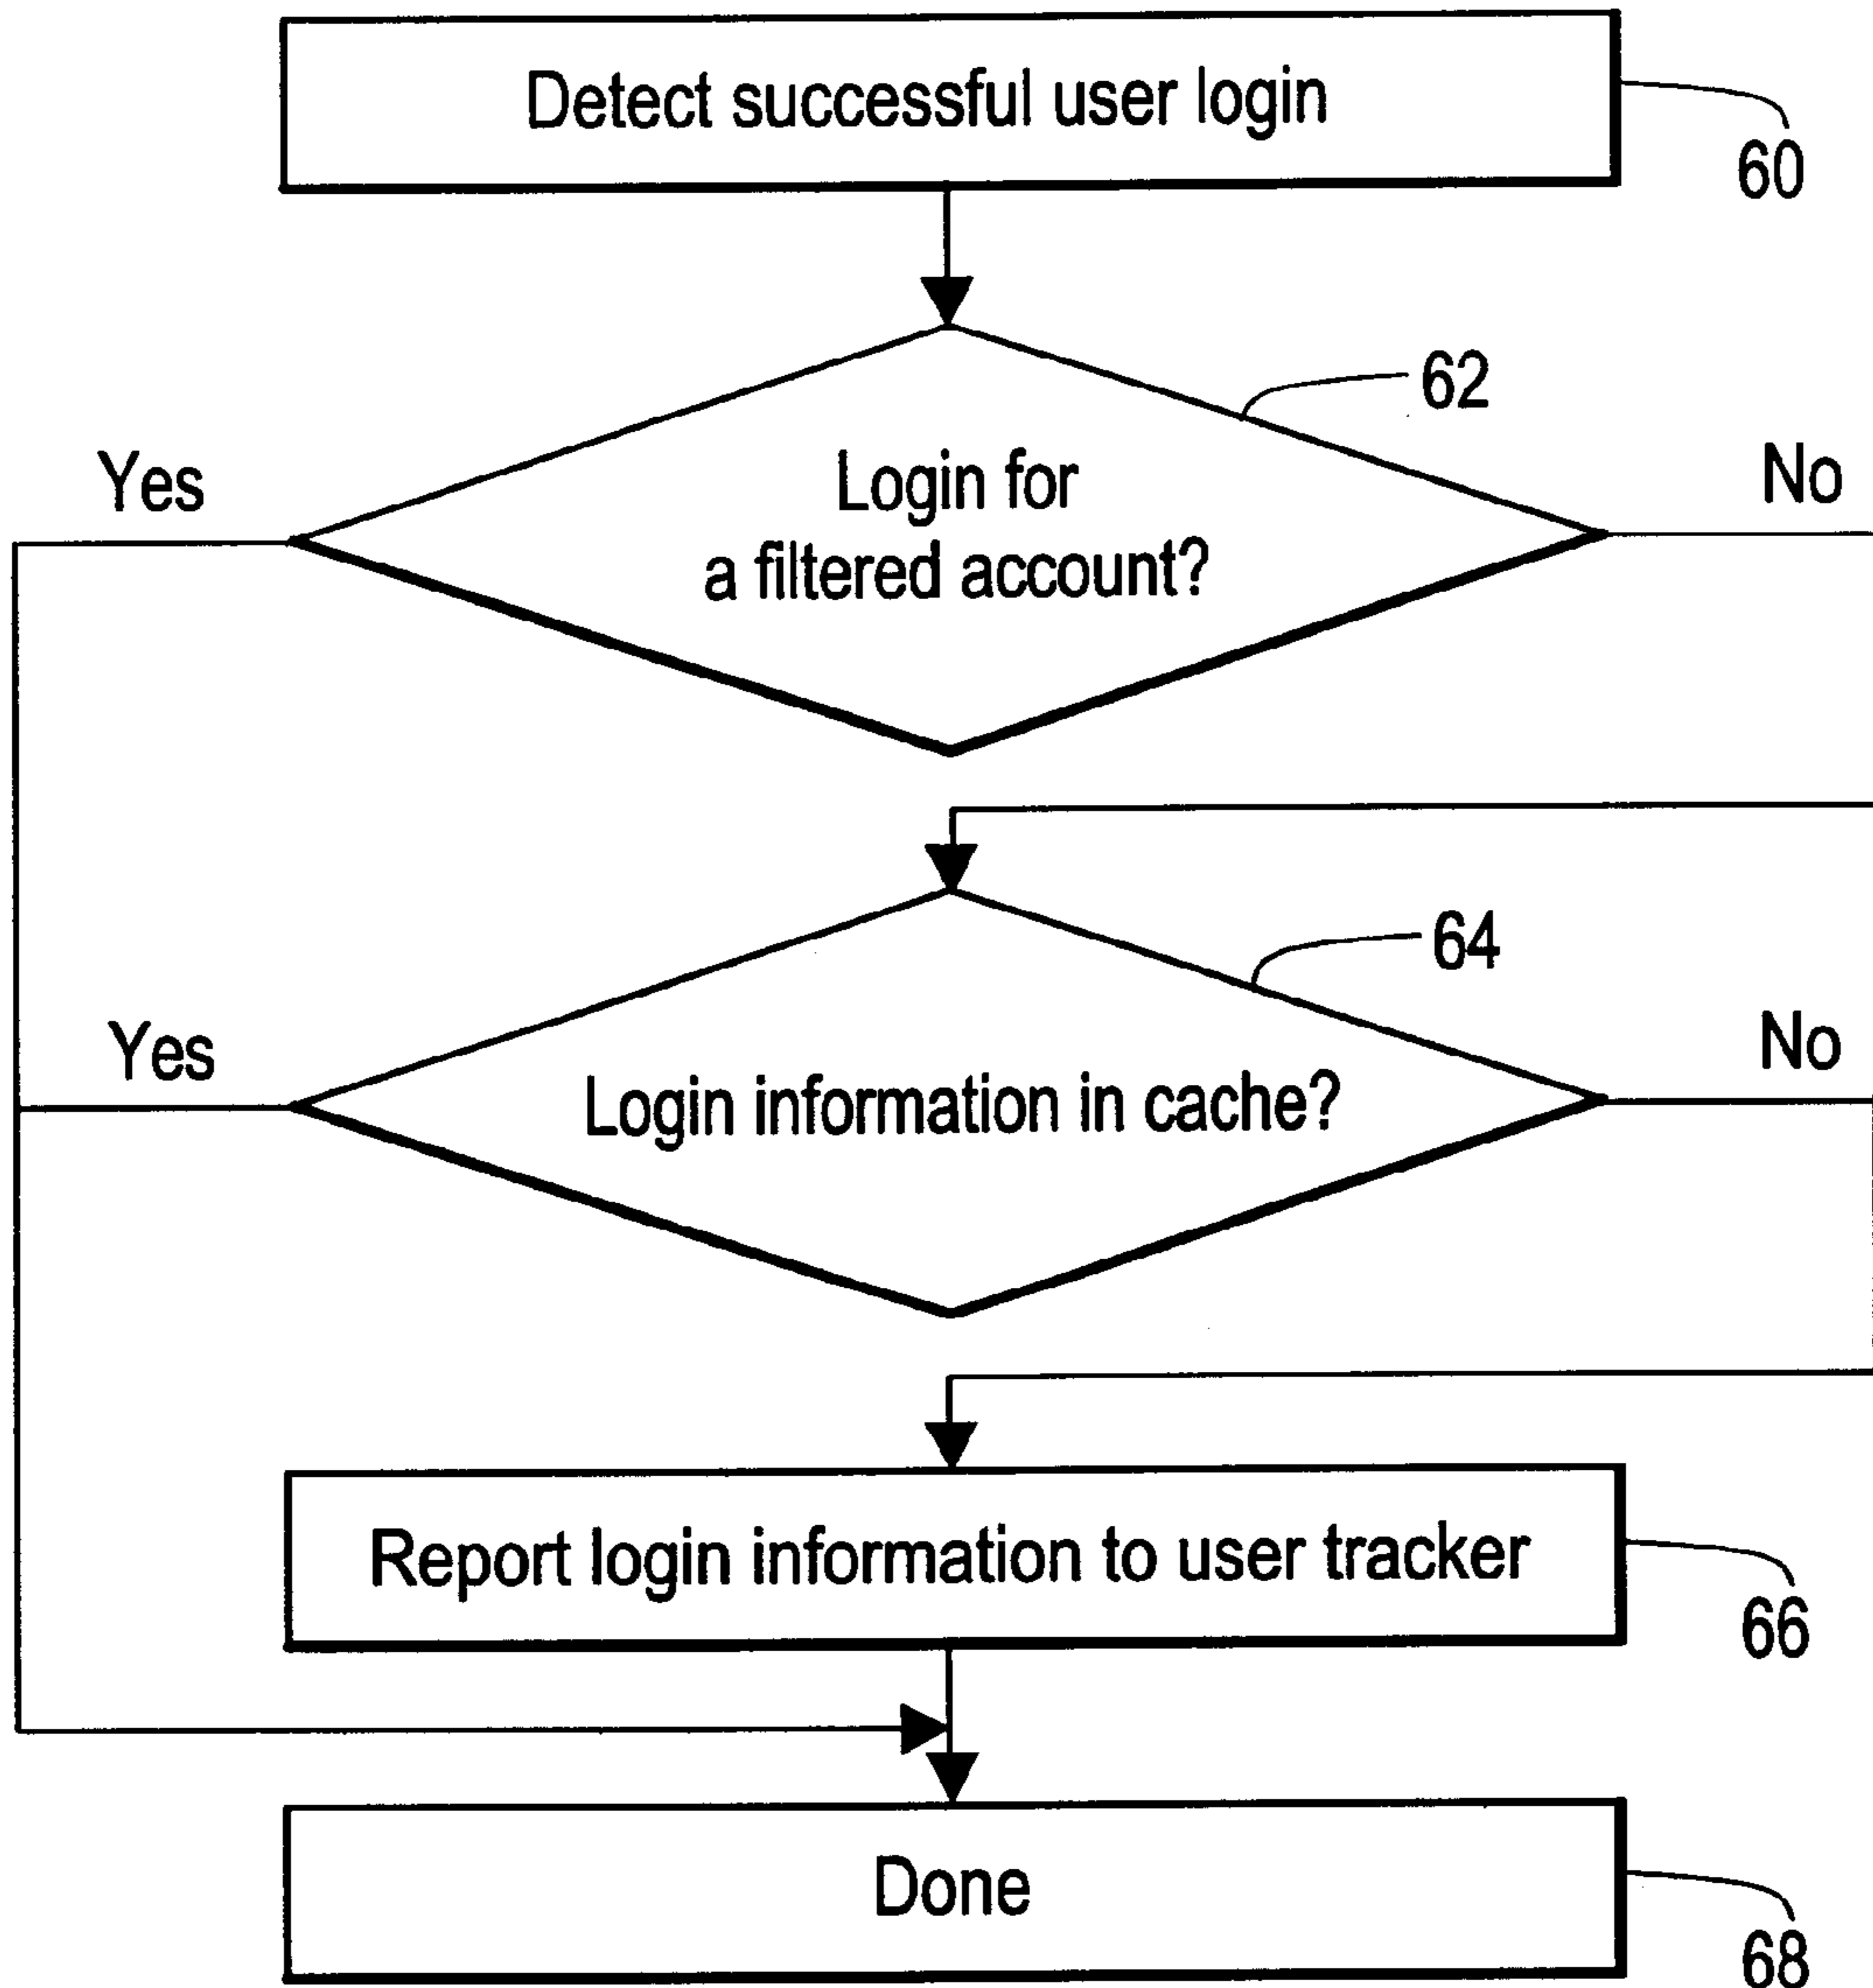 Detect successful user login
60
62
Yes
Login for
No
a filtered account?
64
Yes
No
Login information in cache?
Report login information to user tracker
66
Done
68